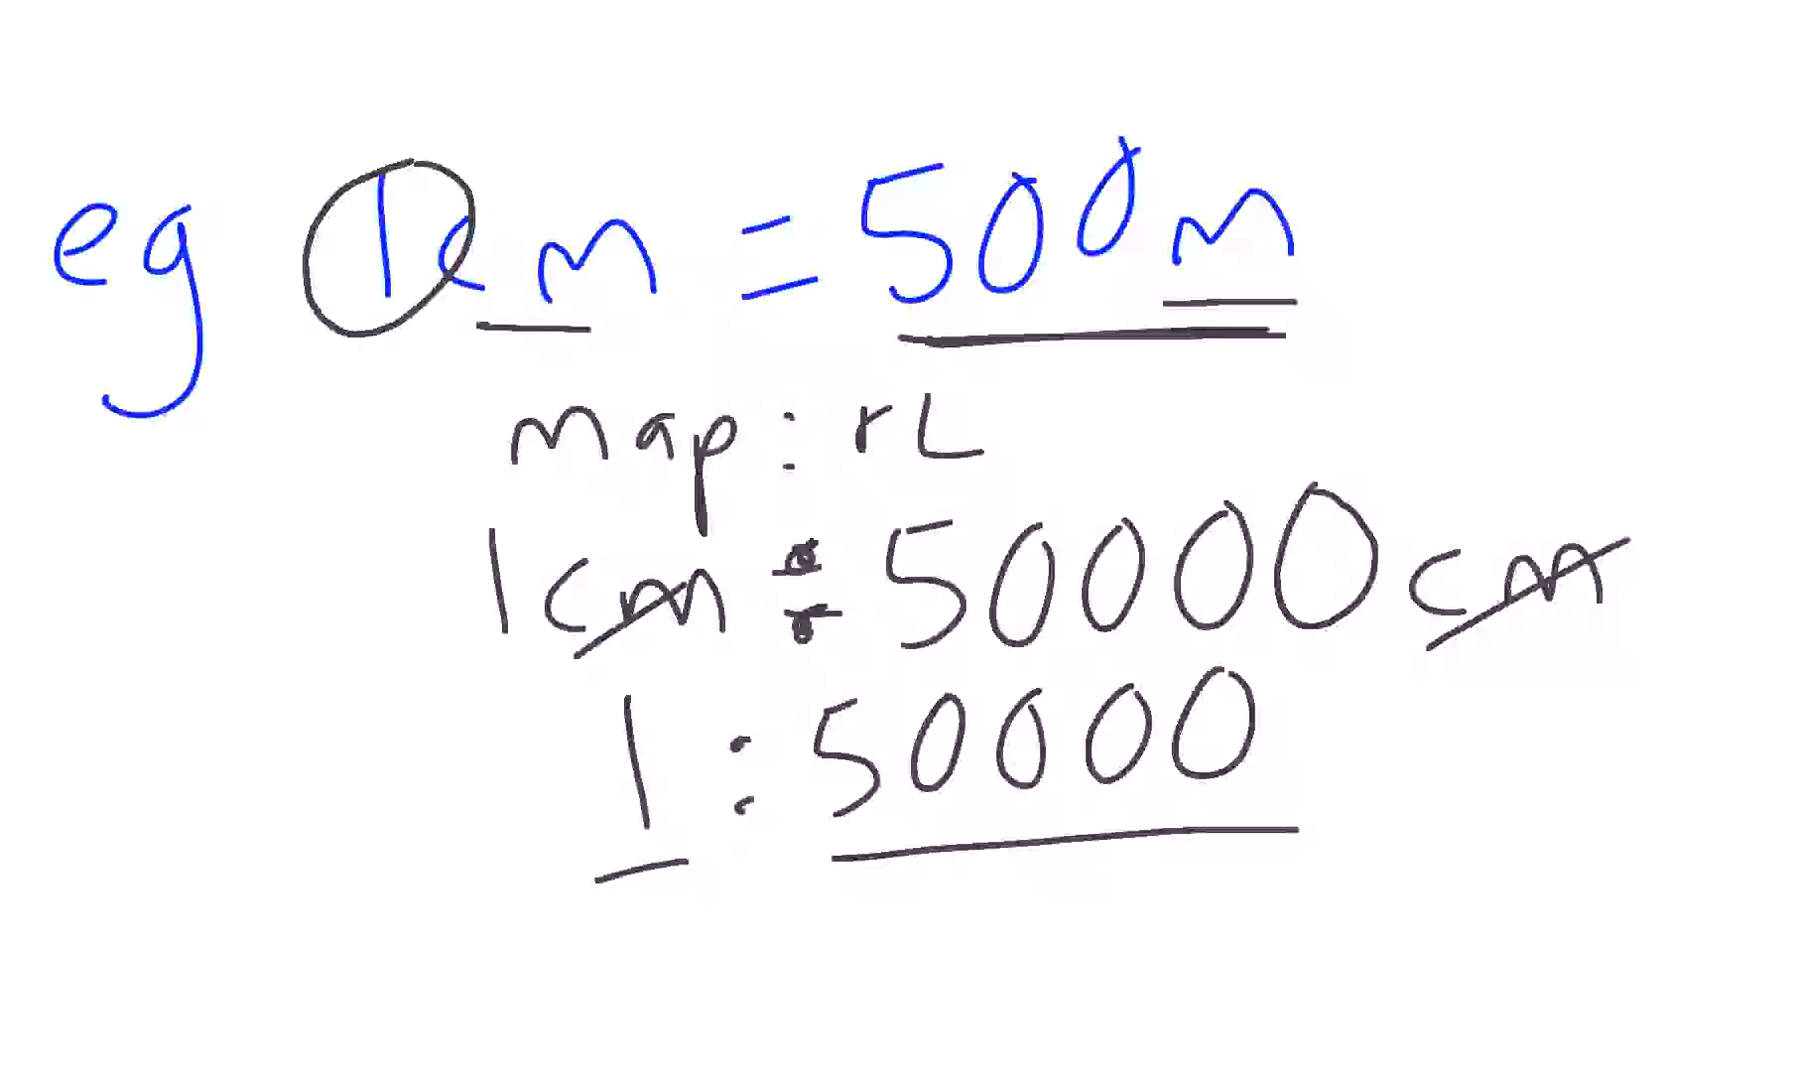 eg 1cm = 500m
map : rL
1cm : 50000cm
1 : 50000